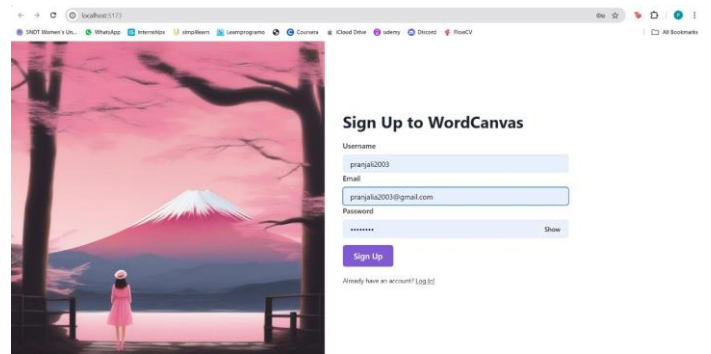 localhost:5173
SNDT Women's Un... WhatsApp Internships simplilearn Learnprogramo Coursera iCloud Drive udemy Discord FlowCV All Bookmarks
Sign Up to WordCanvas
Username
pranjali2003
Email
pranjalia2003@gmail.com
Password
•••••••• Show
Sign Up
Already have an account? Log In!